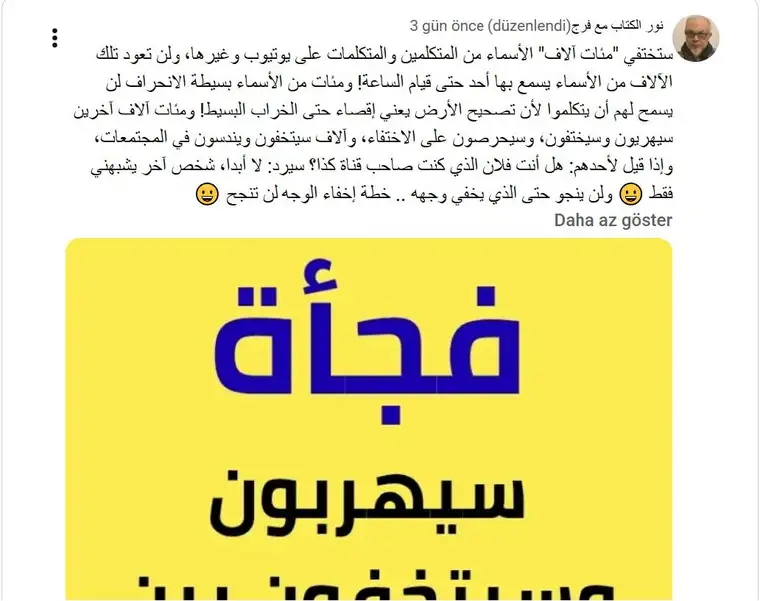 نور الكتاب مع فرج 3 gün önce (düzenlendi)
ستختفي "مئات آلاف" الأسماء من المتكلمين والمتكلمات على يوتيوب وغيرها، ولن تعود تلك
الآلاف من الأسماء يسمع بها أحد حتى قيام الساعة! ومئات من الأسماء بسيطة الانحراف لن
يسمح لهم أن يتكلموا لأن تصحيح الأرض يعني إقصاء حتى الخراب البسيط! ومئات آلاف آخرين
سيهربون وسيختفون، وسيحرصون على الاختفاء، وآلاف سيتخفون ويندسون في المجتمعات،
وإذا قيل لأحدهم: هل أنت فلان الذي كنت صاحب قناة كذا؟ سيرد: لا أبدا، شخص آخر يشبهني
فقط 😀 ولن ينجو حتى الذي يخفي وجهه .. خطة إخفاء الوجه لن تنجح 😀
Daha az göster
فجأة
سيهربون
وسيتخفون بين